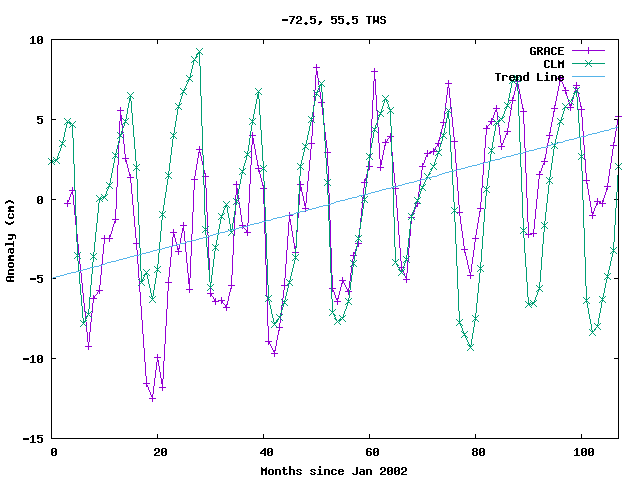 -72.5, 55.5 TWS
GRACE
CLM
Trend Line
10
5
0
-5
-10
-15
Anomaly (cm)
0 20 40 60 80 100
Months since Jan 2002